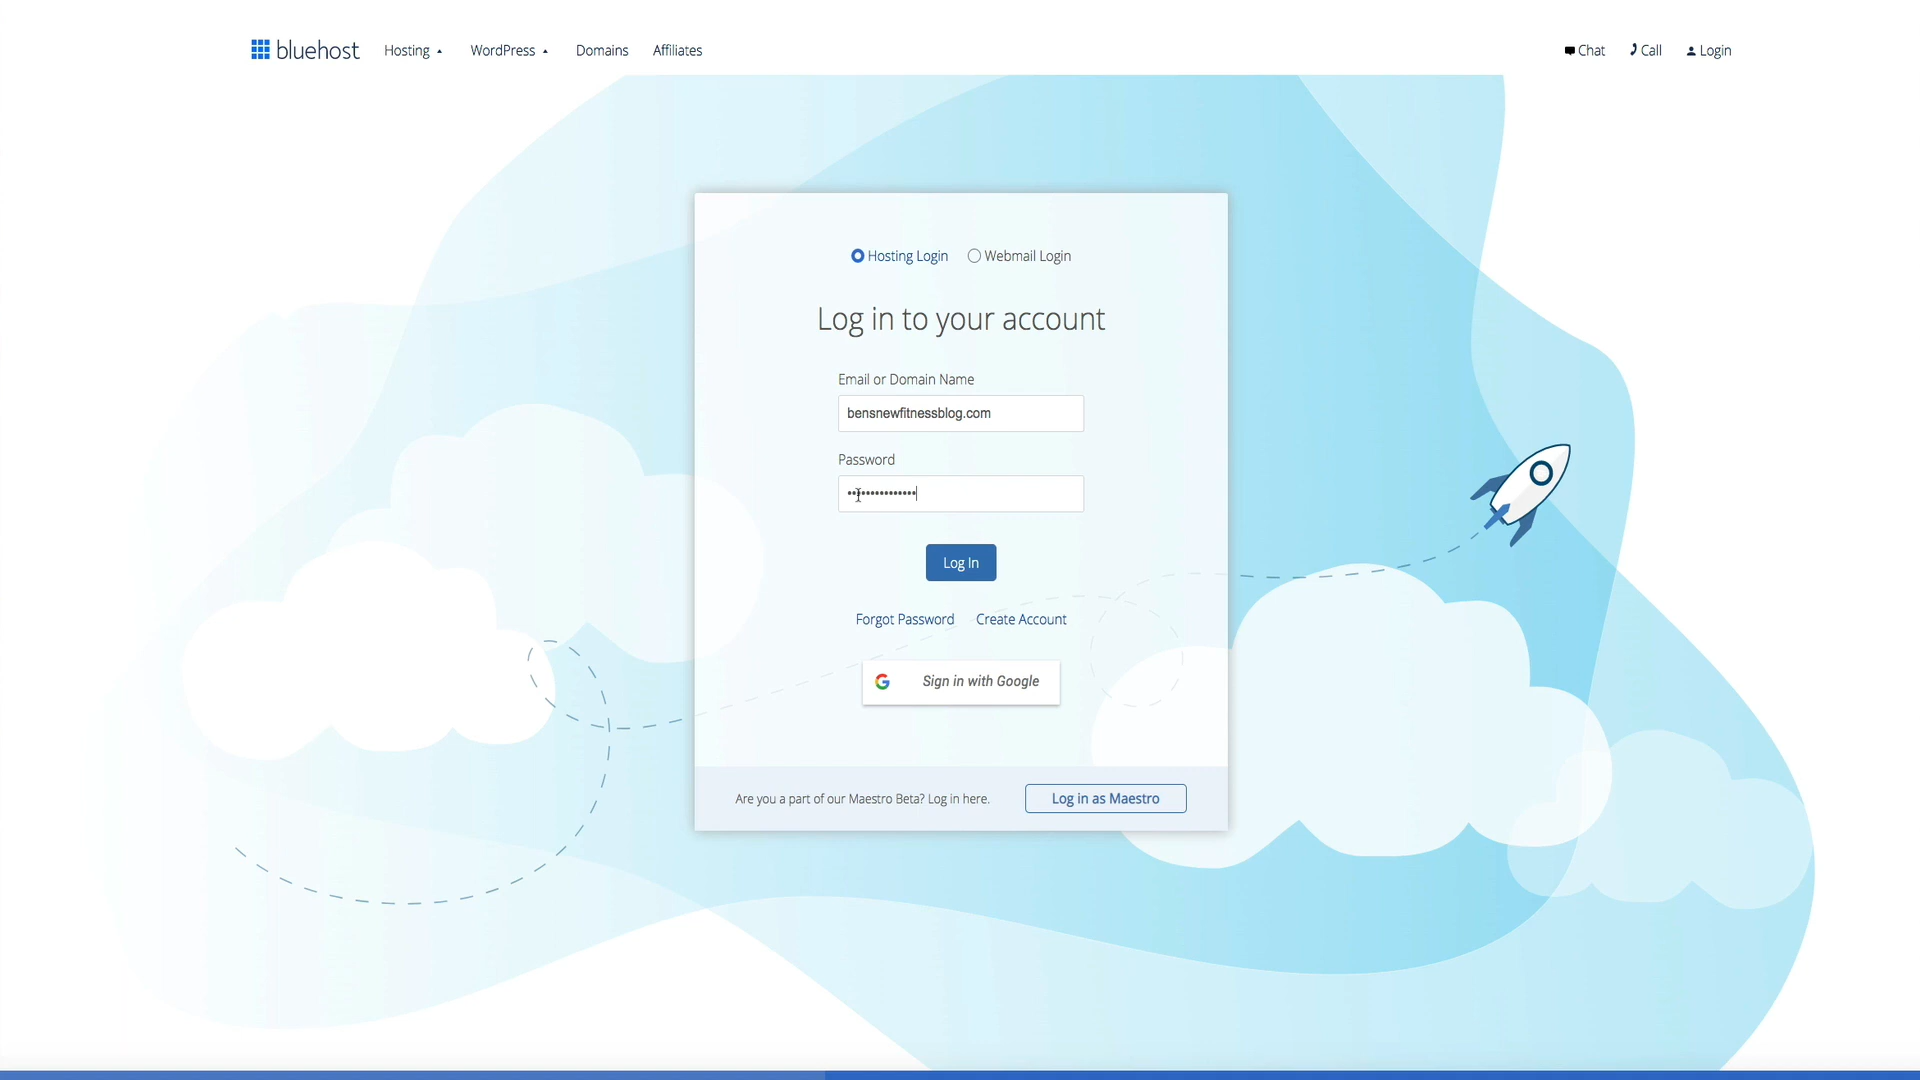 bluehost Hosting WordPress Domains Affiliates Chat Call Login
Hosting Login Webmail Login
Log in to your account
Email or Domain Name
bensnewfitnessblog.com
Password
Log In
Forgot Password Create Account
Sign in with Google
Are you a part of our Maestro Beta? Log in here. Log in as Maestro